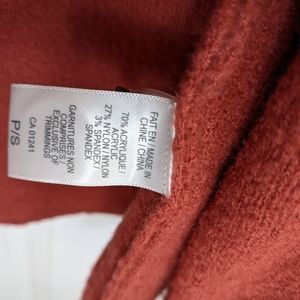 FAIT EN / MADE IN
CHINE / CHINA
70% ACRYLIQUE /
ACRYLIC
27% NYLON / NYLON
3% SPANDEX /
SPANDEX
GARNITURES NON
COMPRISES /
EXCLUSIVE OF
TRIMMINGS
CA 01241
P/S